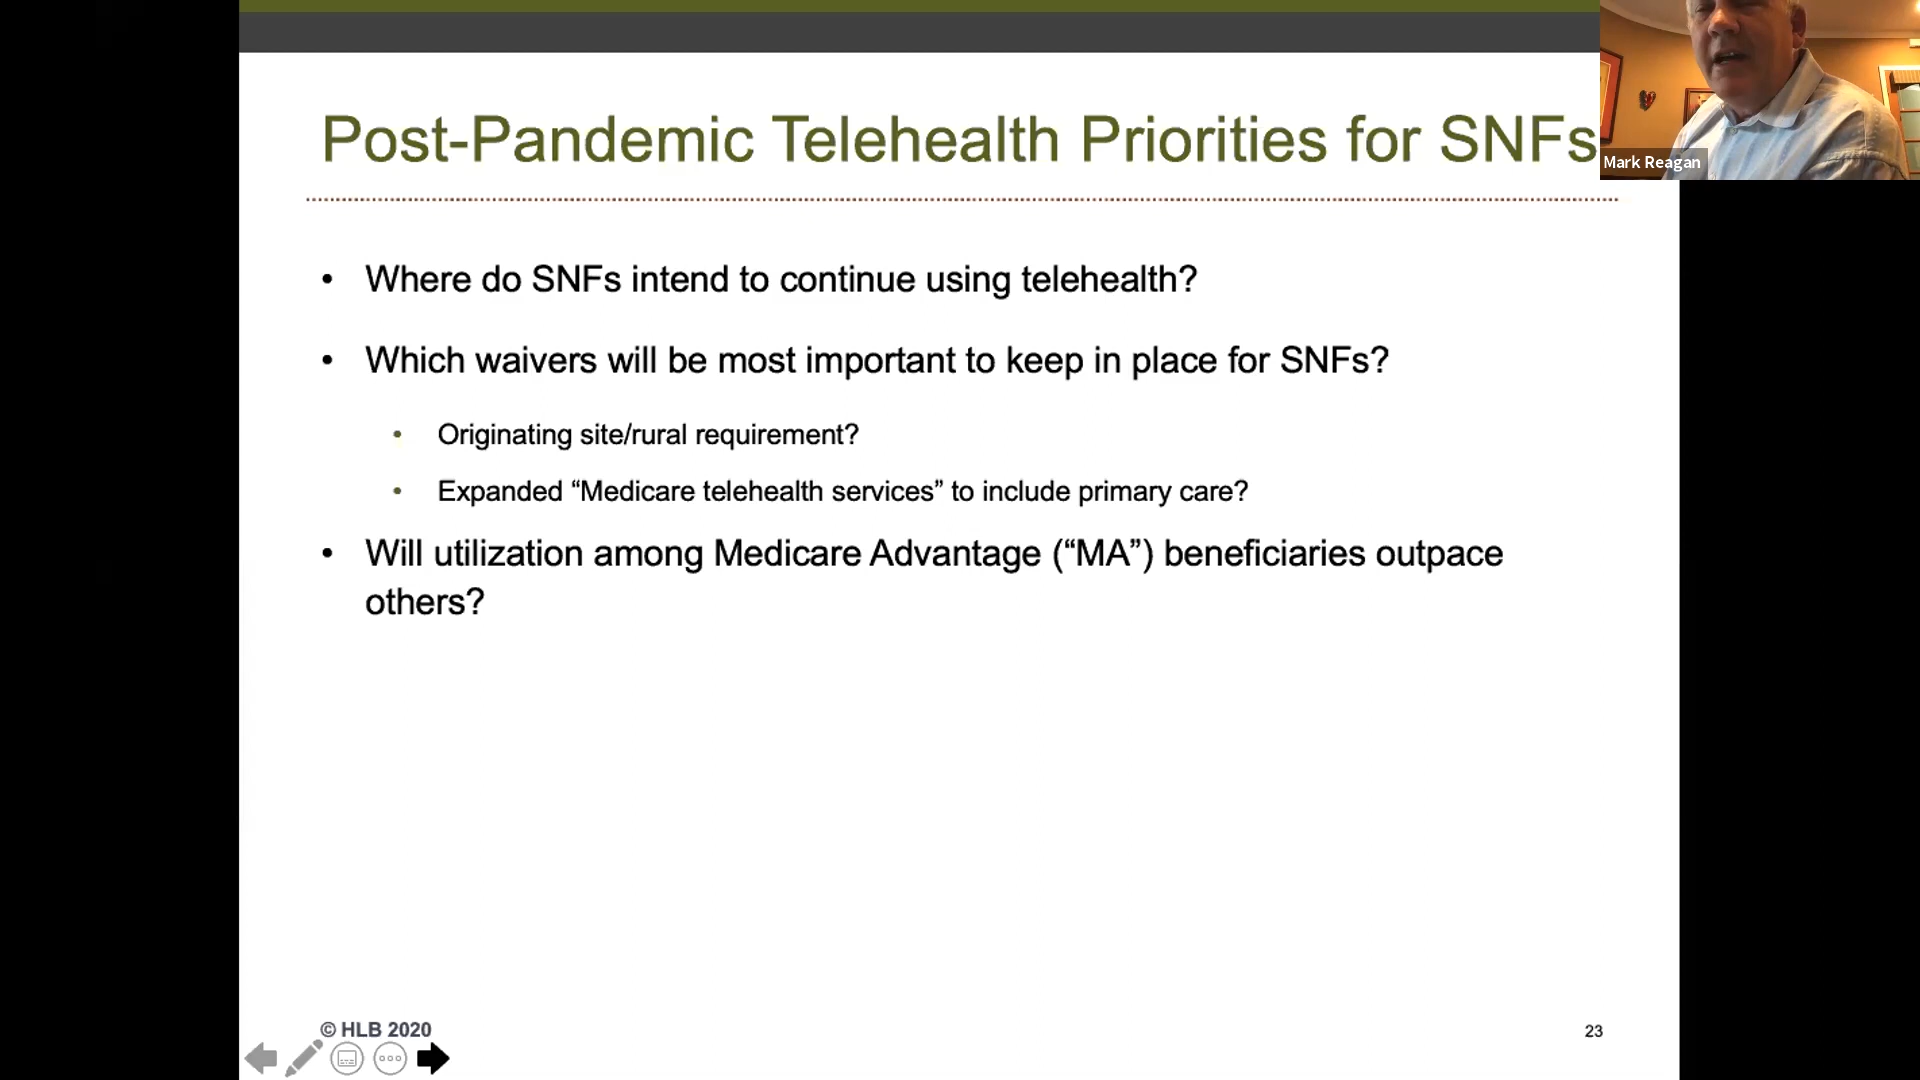 Post-Pandemic Telehealth Priorities for SNFs
Mark Reagan
• Where do SNFs intend to continue using telehealth?
• Which waivers will be most important to keep in place for SNFs?
• Originating site/rural requirement?
• Expanded “Medicare telehealth services” to include primary care?
• Will utilization among Medicare Advantage (“MA”) beneficiaries outpace
others?
© HLB 2020
23